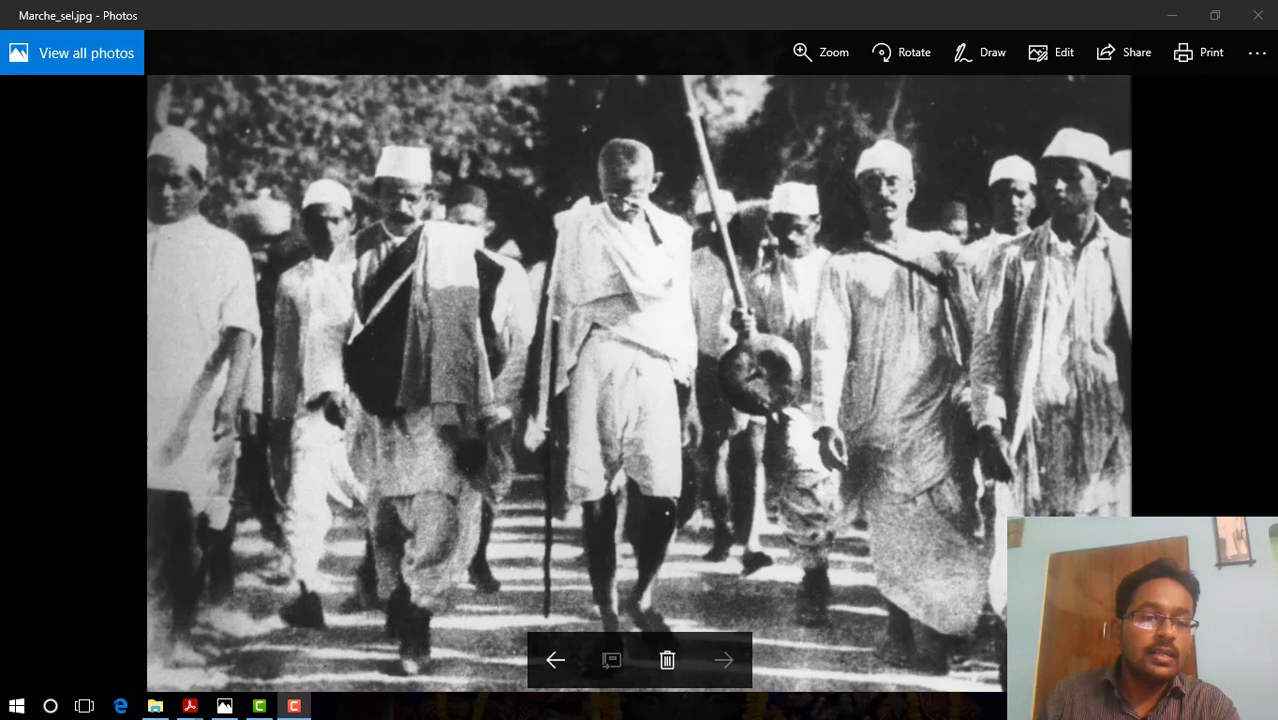 Marche_sel.jpg - Photos
View all photos
Zoom
Rotate
Draw
Edit
Share
Print